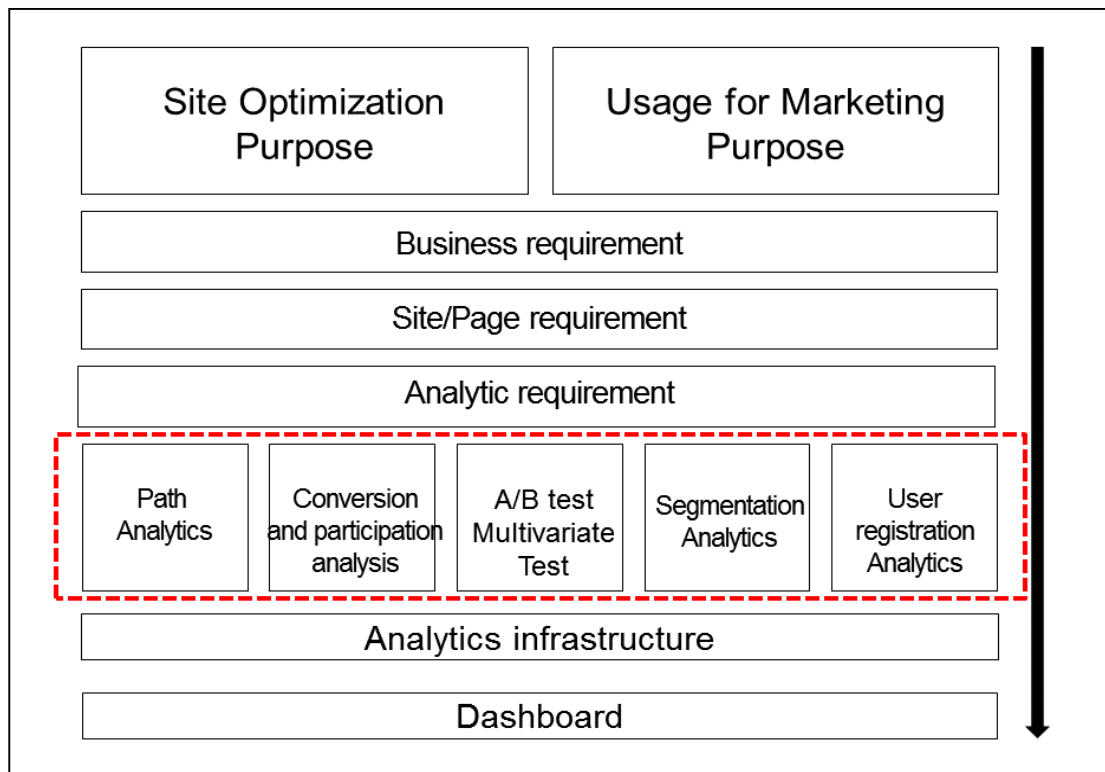 Site Optimization
Purpose
Usage for Marketing
Purpose
Business requirement
Site/Page requirement
Analytic requirement
Path
Analytics
Conversion
and participation
analysis
A/B test
Multivariate
Test
Segmentation
Analytics
User
registration
Analytics
Analytics infrastructure
Dashboard